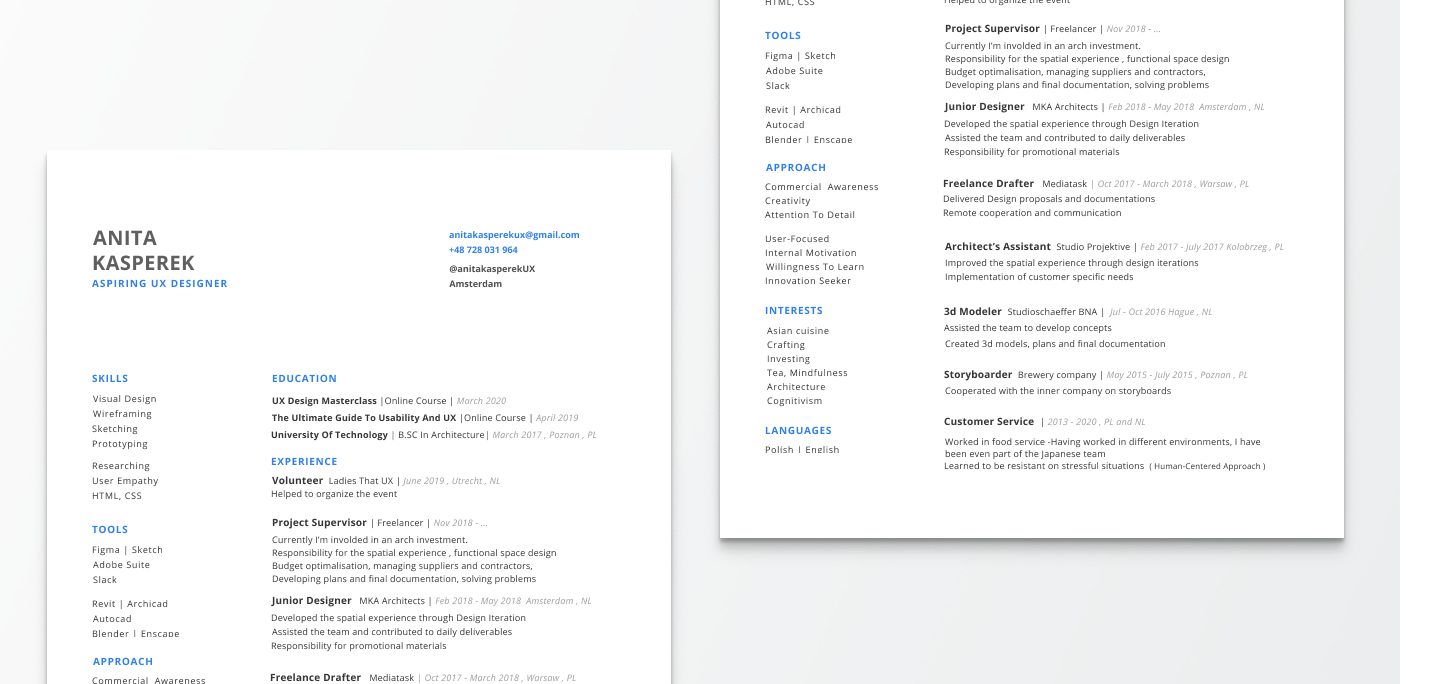 ANITA
KASPEREK
ASPIRING UX DESIGNER
anitakasperekux@gmail.com
+48 728 031 964
@anitakasperekUX
Amsterdam
SKILLS
Visual Design
Wireframing
Sketching
Prototyping
Researching
User Empathy
HTML, CSS
TOOLS
Figma | Sketch
Adobe Suite
Slack
Revit | Archicad
Autocad
Blender | Enscape
APPROACH
Commercial Awareness
EDUCATION
UX Design Masterclass |Online Course | March 2020
The Ultimate Guide To Usability And UX |Online Course | April 2019
University Of Technology | B.SC In Architecture| March 2017 , Poznan , PL
EXPERIENCE
Volunteer Ladies That UX | June 2019 , Utrecht , NL
Helped to organize the event
Project Supervisor | Freelancer | Nov 2018 - ...
Currently I'm involded in an arch investment.
Responsibility for the spatial experience , functional space design
Budget optimalisation, managing suppliers and contractors,
Developing plans and final documentation, solving problems
Junior Designer MKA Architects | Feb 2018 - May 2018 Amsterdam , NL
Developed the spatial experience through Design Iteration
Assisted the team and contributed to daily deliverables
Responsibility for promotional materials
Freelance Drafter Mediatask | Oct 2017 - March 2018 , Warsaw , PL
HTML, CSS
TOOLS
Figma | Sketch
Adobe Suite
Slack
Revit | Archicad
Autocad
Blender | Enscape
APPROACH
Commercial Awareness
Creativity
Attention To Detail
User-Focused
Internal Motivation
Willingness To Learn
Innovation Seeker
INTERESTS
Asian cuisine
Crafting
Investing
Tea, Mindfulness
Architecture
Cognitivism
LANGUAGES
Polish | English
Helped to organize the event
Project Supervisor | Freelancer | Nov 2018 - ...
Currently I'm involded in an arch investment.
Responsibility for the spatial experience , functional space design
Budget optimalisation, managing suppliers and contractors,
Developing plans and final documentation, solving problems
Junior Designer MKA Architects | Feb 2018 - May 2018 Amsterdam , NL
Developed the spatial experience through Design Iteration
Assisted the team and contributed to daily deliverables
Responsibility for promotional materials
Freelance Drafter Mediatask | Oct 2017 - March 2018 , Warsaw , PL
Delivered Design proposals and documentations
Remote cooperation and communication
Architect's Assistant Studio Projektive | Feb 2017 - July 2017 Kolobrzeg , PL
Improved the spatial experience through design iterations
Implementation of customer specific needs
3d Modeler Studioschaeffer BNA | Jul - Oct 2016 Hague , NL
Assisted the team to develop concepts
Created 3d models, plans and final documentation
Storyboarder Brewery company | May 2015 - July 2015 , Poznan , PL
Cooperated with the inner company on storyboards
Customer Service | 2013 - 2020 , PL and NL
Worked in food service -Having worked in different environments, I have
been even part of the Japanese team
Learned to be resistant on stressful situations ( Human-Centered Approach )